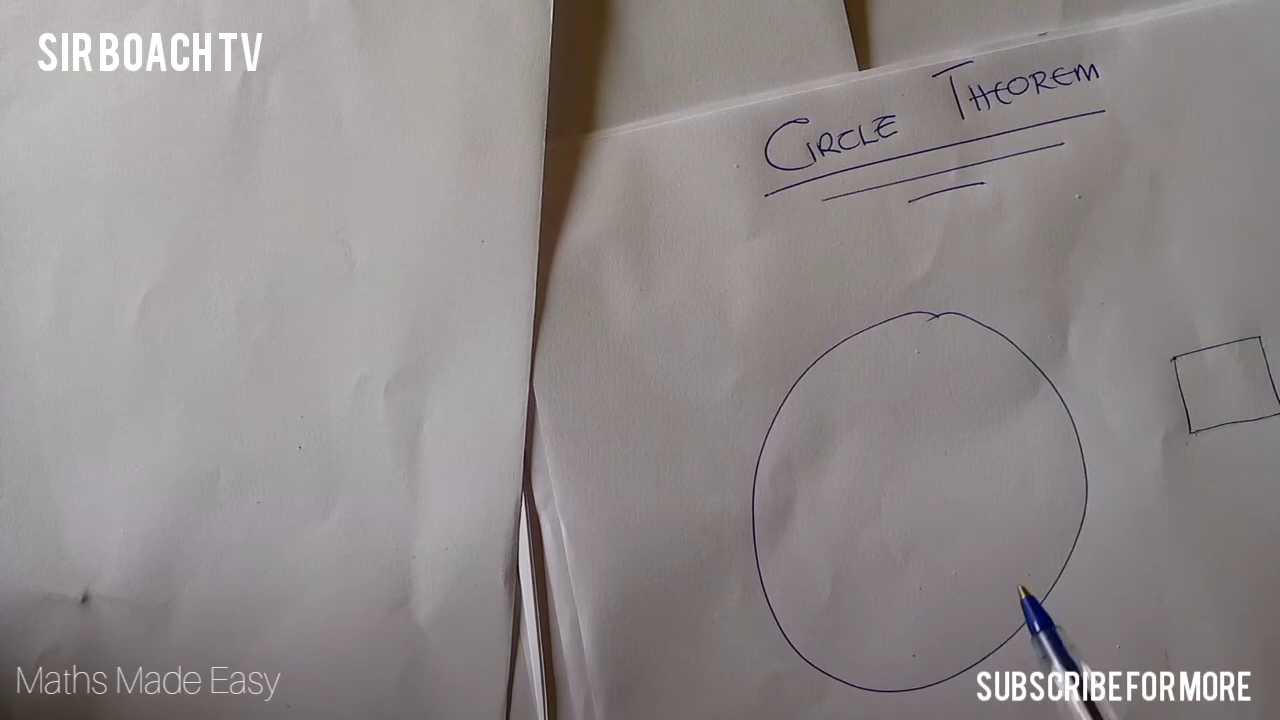 SIR BOACH TV
CIRCLE THEOREM
Maths Made Easy
SUBSCRIBE FOR MORE